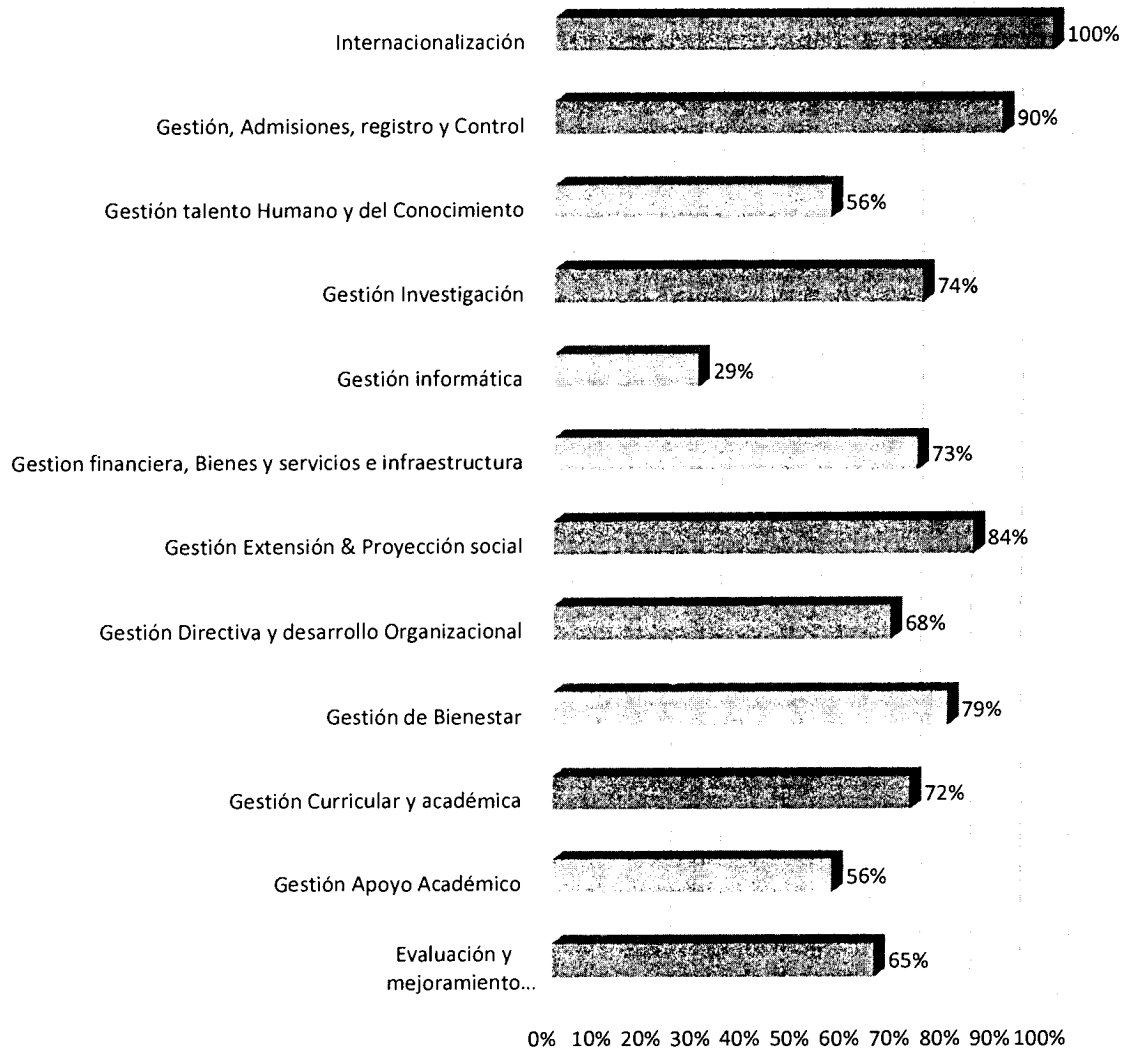 Internacionalización 100%
Gestión, Admisiones, registro y Control 90%
Gestión talento Humano y del Conocimiento 56%
Gestión Investigación 74%
Gestión informática 29%
Gestion financiera, Bienes y servicios e infraestructura 73%
Gestión Extensión & Proyección social 84%
Gestión Directiva y desarrollo Organizacional 68%
Gestión de Bienestar 79%
Gestión Curricular y académica 72%
Gestión Apoyo Académico 56%
Evaluación y
mejoramiento... 65%
0% 10% 20% 30% 40% 50% 60% 70% 80% 90% 100%